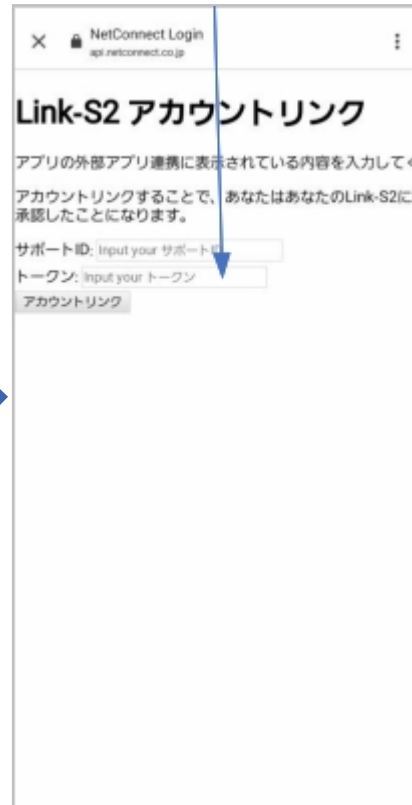 NetConnect Login
api.netconnect.co.jp
Link-S2 アカウントリンク
アプリの外部アプリ連携に表示されている内容を入力してく
アカウントリンクすることで、あなたはあなたのLink-S2に
承認したことになります。
サポートID: Input your サポートID
トークン: Input your トークン
アカウントリンク